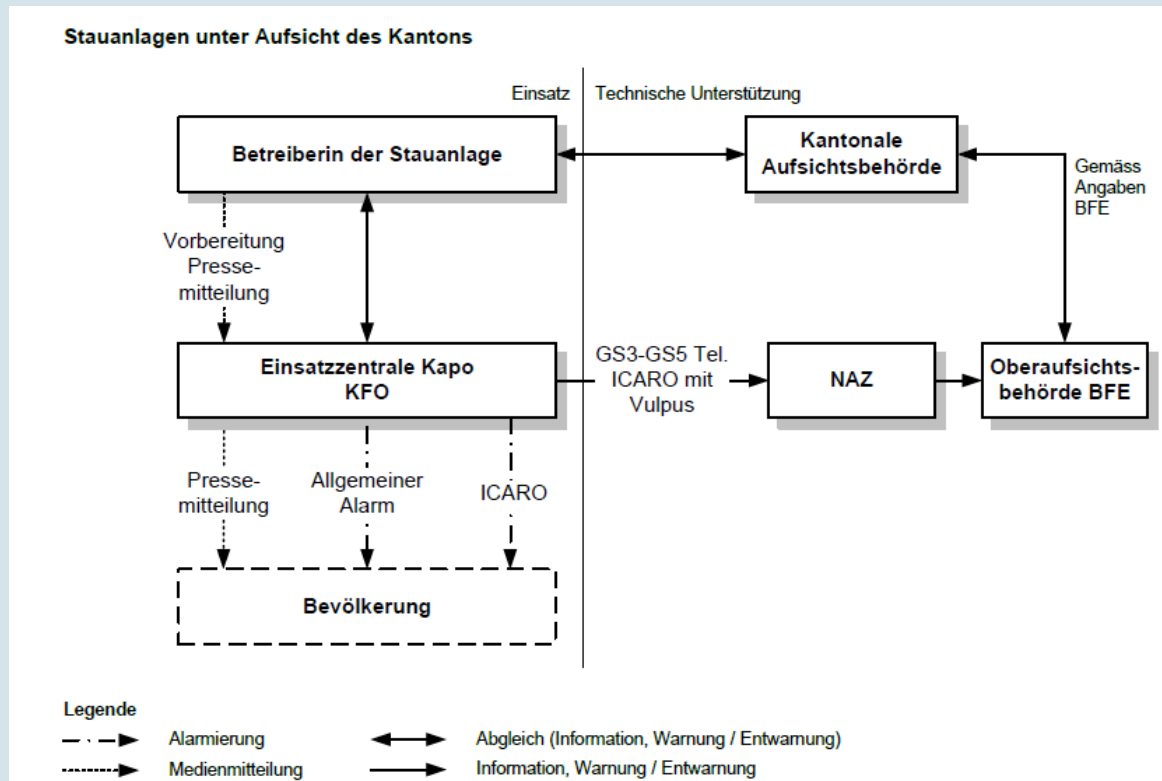 Stauanlagen unter Aufsicht des Kantons
Einsatz
Technische Unterstützung
Betreiberin der Stauanlage
Kantonale
Aufsichtsbehörde
Gemäss
Angaben
BFE
Vorbereitung
Presse-
mitteilung
Einsatzzentrale Kapo
KFO
GS3-GS5 Tel.
ICARO mit
Vulpus
NAZ
Oberaufsichts-
behörde BFE
Presse-
mitteilung
Allgemeiner
Alarm
ICARO
Bevölkerung
Legende
Alarmierung
Abgleich (Information, Warnung / Entwarnung)
Medienmitteilung
Information, Warnung / Entwarnung